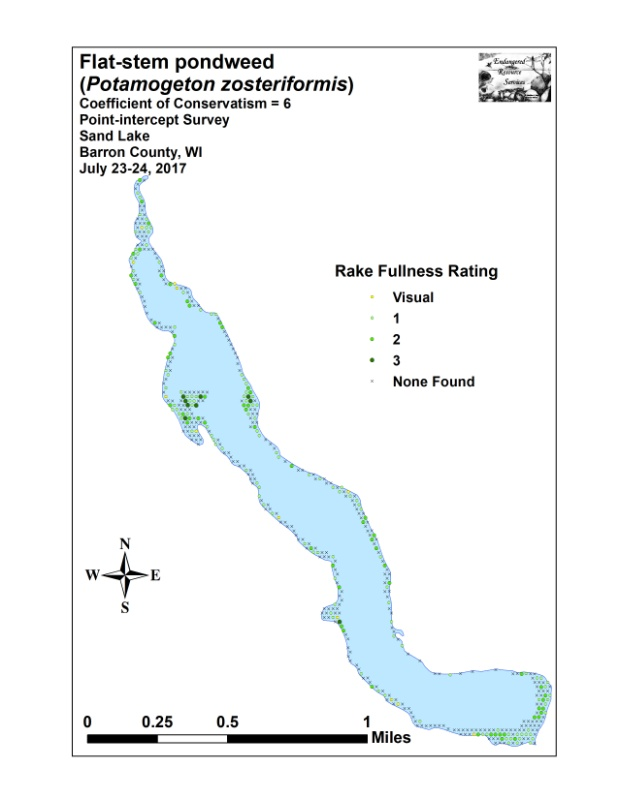 Flat-stem pondweed
(Potamogeton zosteriformis)
Coefficient of Conservatism = 6
Point-intercept Survey
Sand Lake
Barron County, WI
July 23-24, 2017
Endangered
Resource
Services
Rake Fullness Rating
Visual
1
2
3
None Found
N
W E
S
0 0.25 0.5 1
Miles